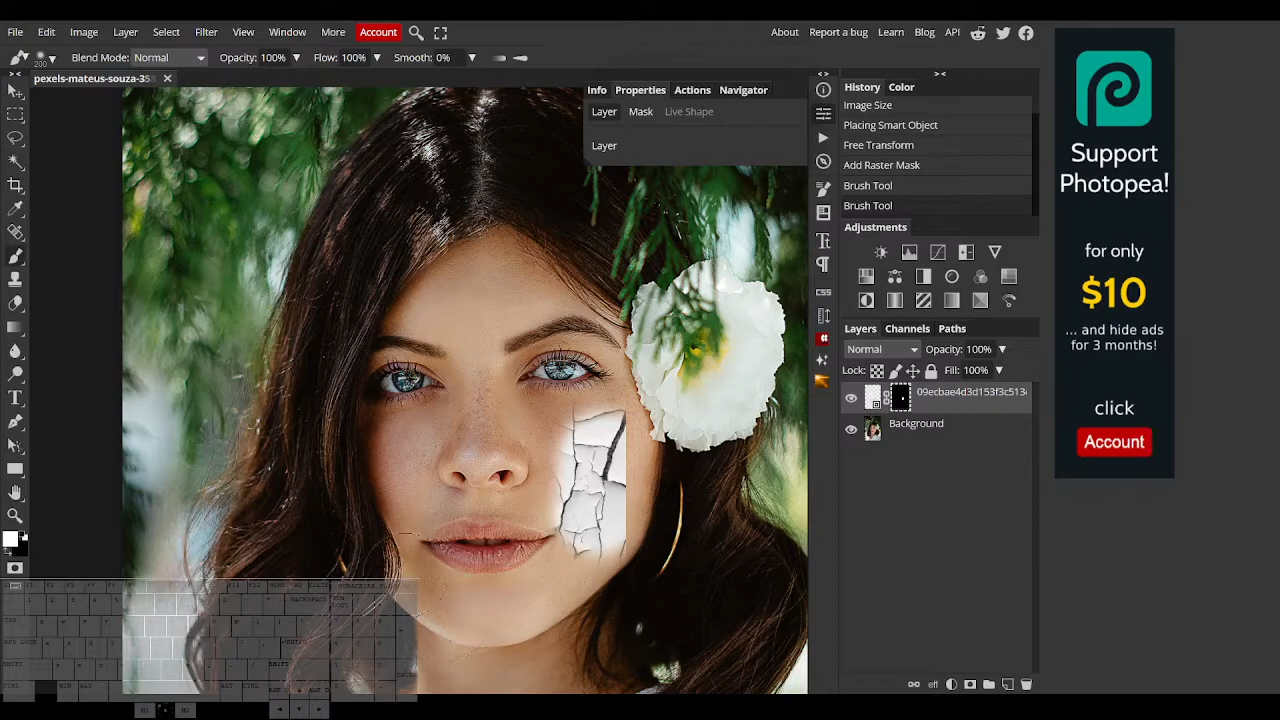 File Edit Image Layer Select Filter View Window More Account
About Report a bug Learn Blog API
200 Blend Mode: Normal Opacity: 100% Flow: 100% Smooth: 0%
pexels-mateus-souza-35
Info Properties Actions Navigator
Layer Mask Live Shape
Layer
CSS
History Color
Image Size
Placing Smart Object
Free Transform
Add Raster Mask
Brush Tool
Brush Tool
Adjustments
Layers Channels Paths
Normal Opacity: 100%
Lock: Fill: 100%
09ecbae4d3d153f3c513
Background
eff
Support
Photopea!
for only
$10
... and hide ads
for 3 months!
click
Account